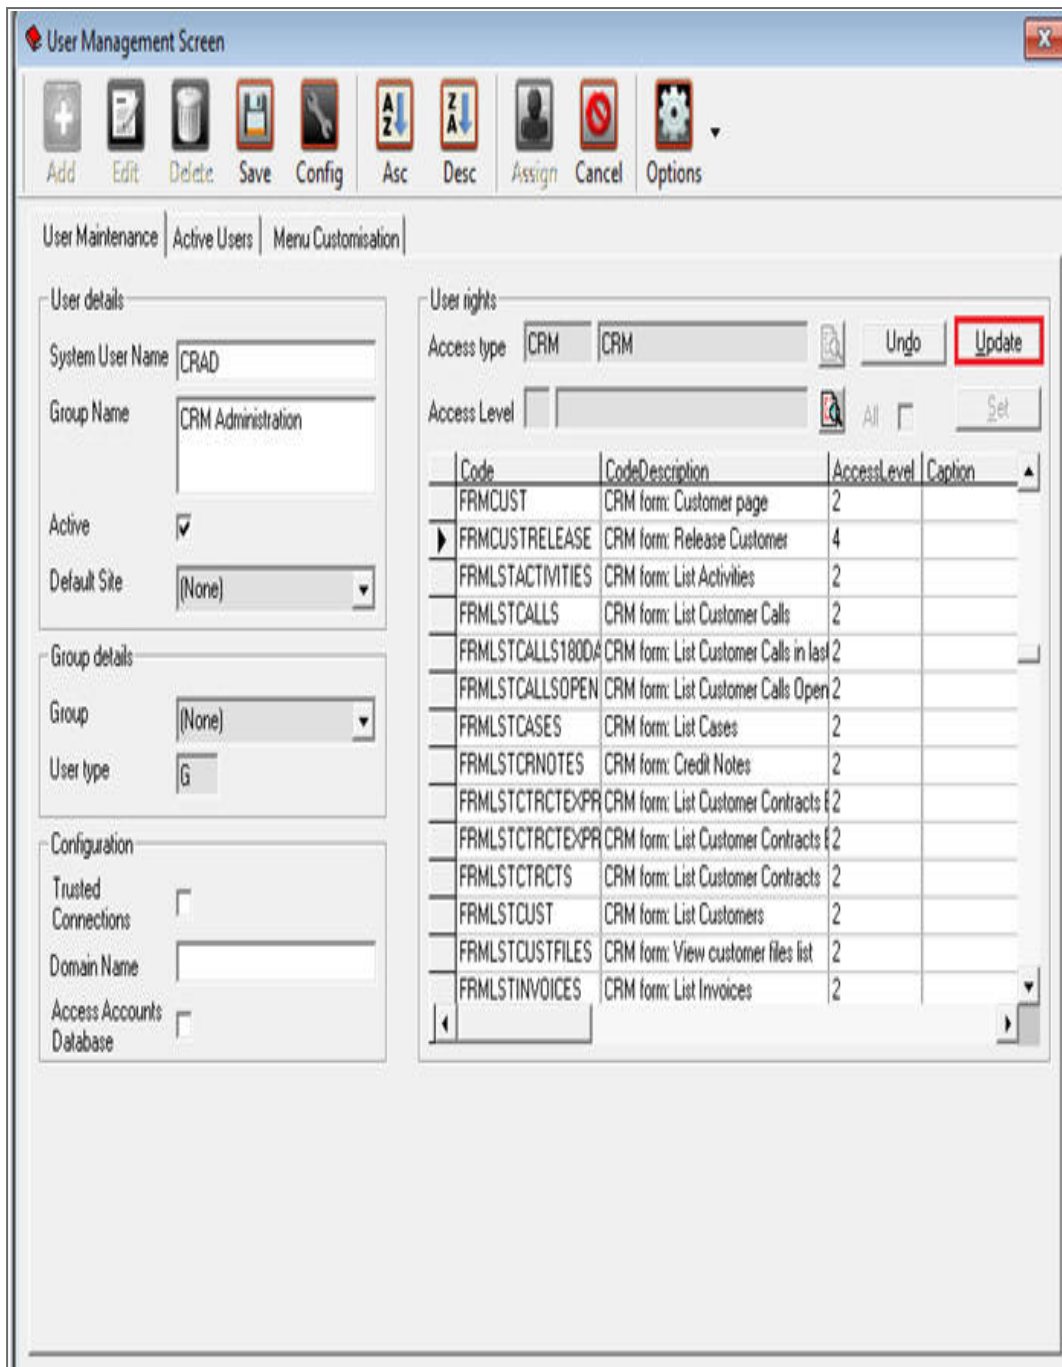 User Management Screen
Add Edit Delete Save Config Asc Desc Assign Cancel Options
User Maintenance Active Users Menu Customisation
User details
System User Name CRAD
Group Name CRM Administration
Active
Default Site (None)
Group details
Group (None)
User type G
Configuration
Trusted
Connections
Domain Name
Access Accounts
Database
User rights
Access type CRM CRM Undo Update
Access Level All Set
Code CodeDescription AccessLevel Caption
FRMCUST CRM form: Customer page 2
FRMCUSTRELEASE CRM form: Release Customer 4
FRMLSTACTIVITIES CRM form: List Activities 2
FRMLSTCALLS CRM form: List Customer Calls 2
FRMLSTCALLS180DA CRM form: List Customer Calls in last 2
FRMLSTCALLSOPEN CRM form: List Customer Calls Open 2
FRMLSTCASES CRM form: List Cases 2
FRMLSTCRNOTES CRM form: Credit Notes 2
FRMLSTCTRCTEXPR CRM form: List Customer Contracts E 2
FRMLSTCTRCTEXPR CRM form: List Customer Contracts E 2
FRMLSTCTRCTS CRM form: List Customer Contracts 2
FRMLSTCUST CRM form: List Customers 2
FRMLSTCUSTFILES CRM form: View customer files list 2
FRMLSTINVOICES CRM form: List Invoices 2